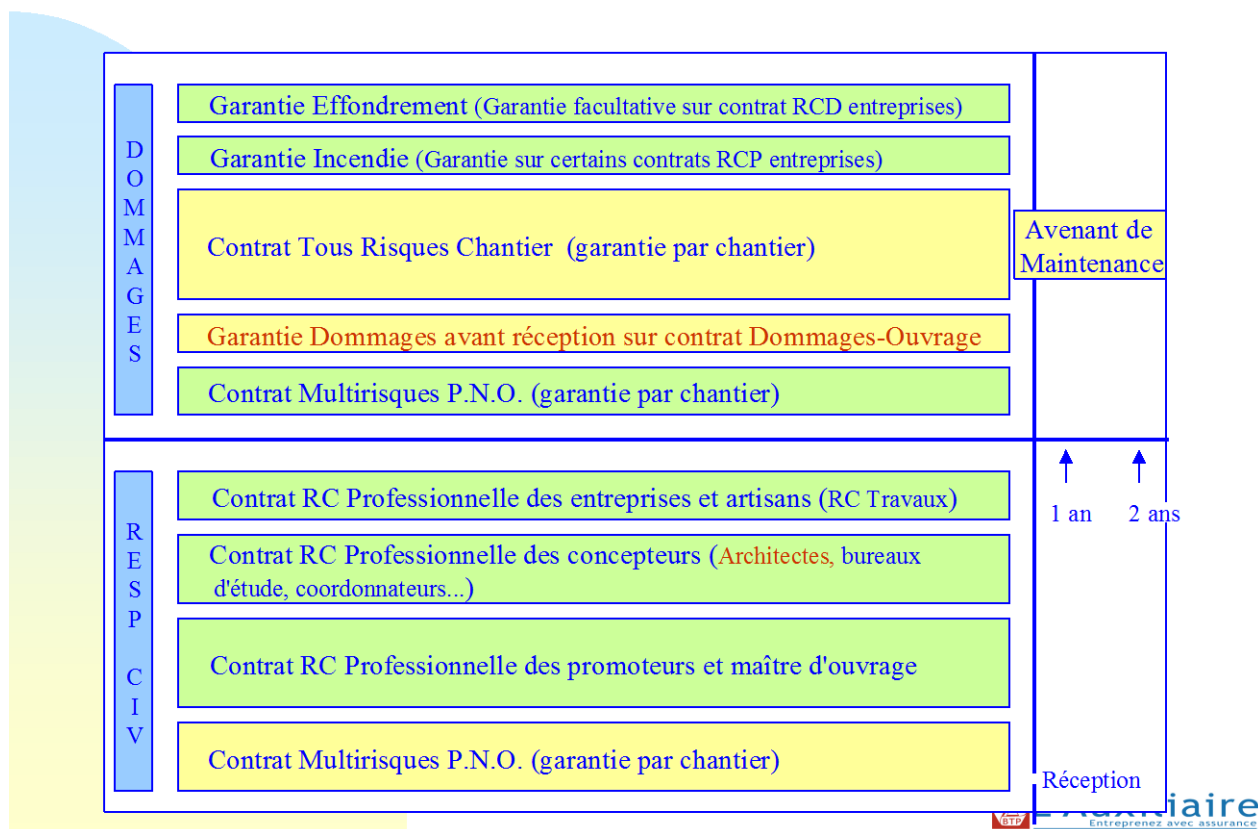 DOMMAGES
Garantie Effondrement (Garantie facultative sur contrat RCD entreprises)
Garantie Incendie (Garantie sur certains contrats RCP entreprises)
Contrat Tous Risques Chantier (garantie par chantier)
Avenant de
Maintenance
Garantie Dommages avant réception sur contrat Dommages-Ouvrage
Contrat Multirisques P.N.O. (garantie par chantier)
RESP CIV
Contrat RC Professionnelle des entreprises et artisans (RC Travaux)
1 an 2 ans
Contrat RC Professionnelle des concepteurs (Architectes, bureaux
d'étude, coordonnateurs...)
Contrat RC Professionnelle des promoteurs et maître d'ouvrage
Contrat Multirisques P.N.O. (garantie par chantier)
Réception
BTP
Entreprenez avec assurance